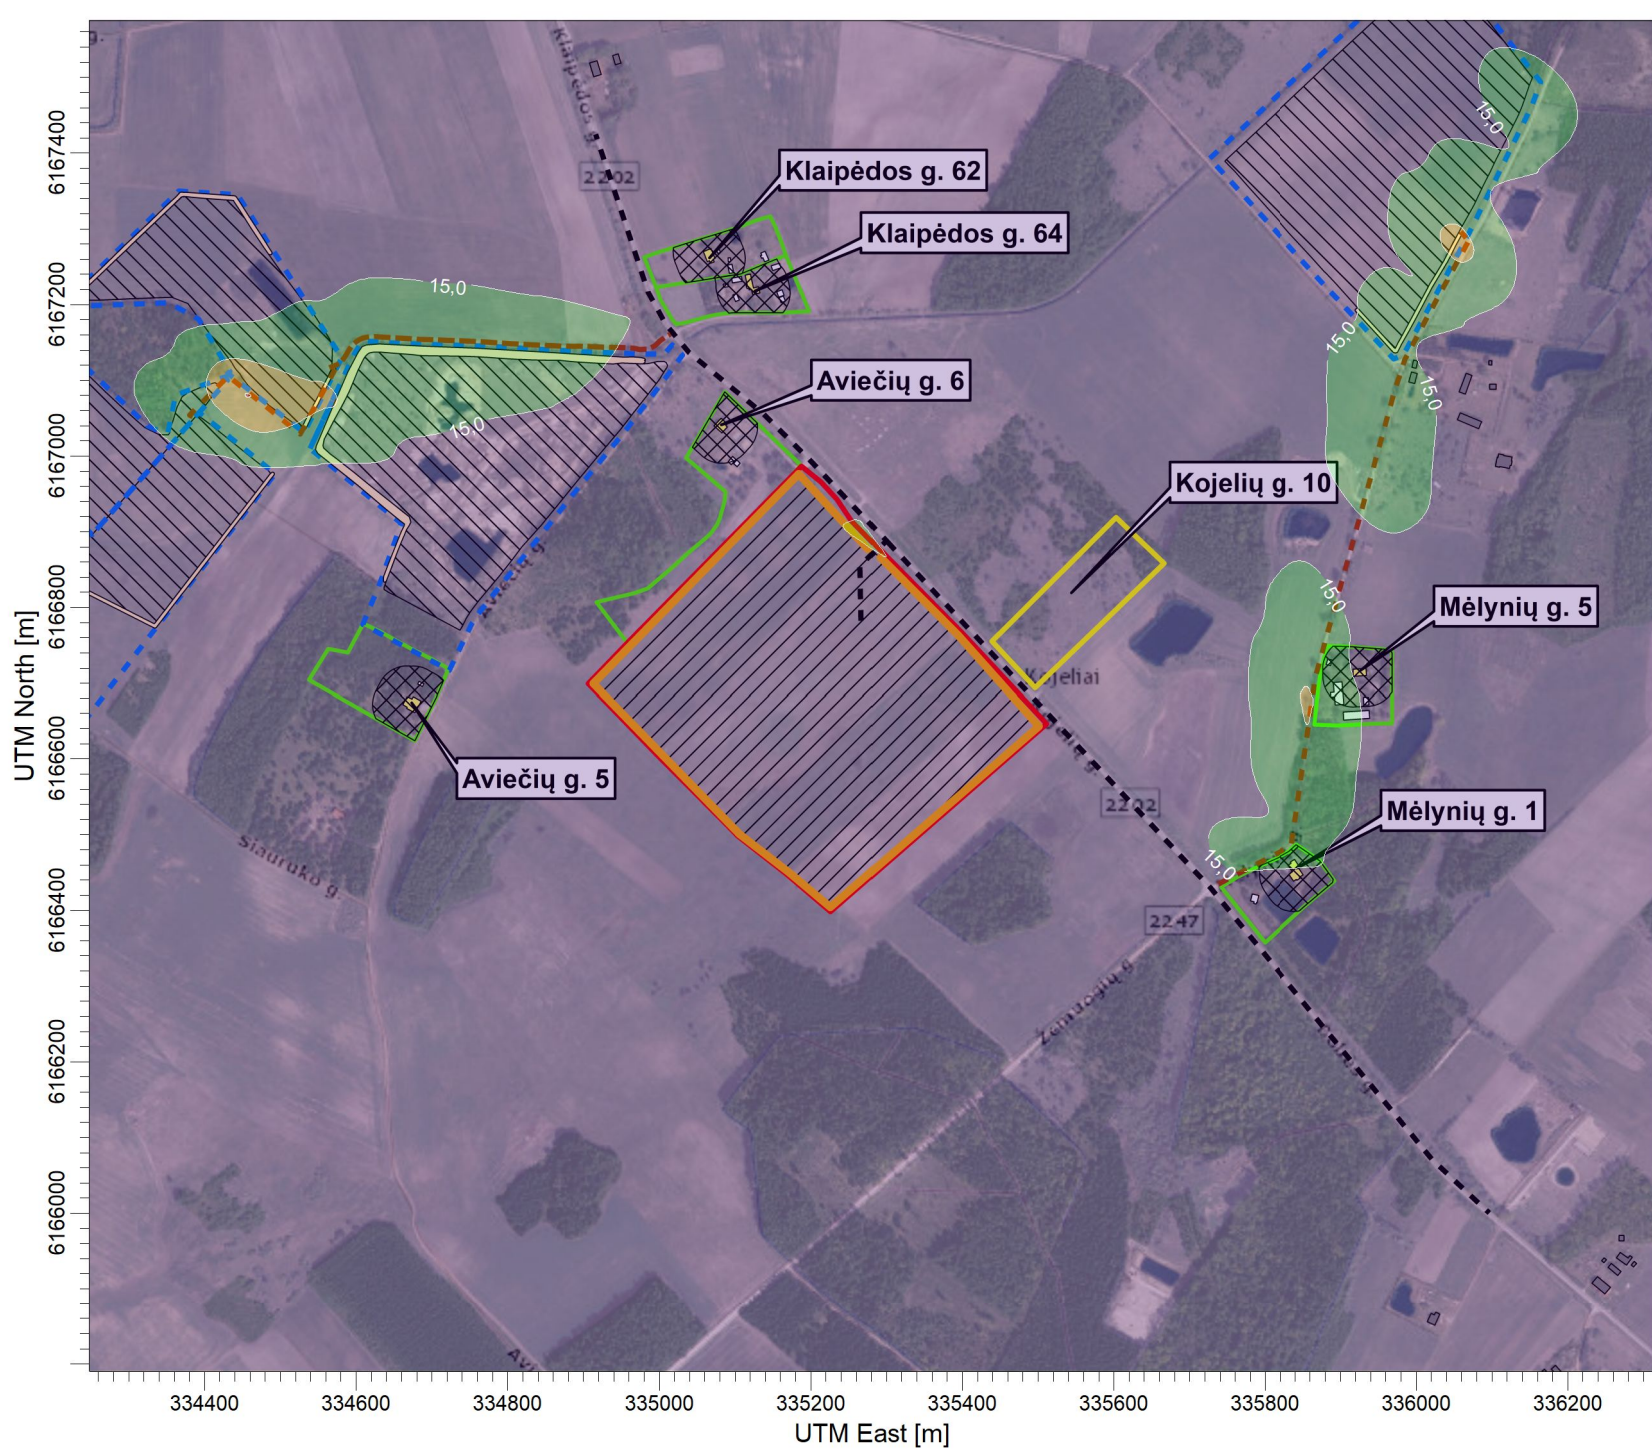 g.
Klaipėdos g.
2202
Klaipėdos g. 62
Klaipėdos g. 64
15,0
15,0
15,0
Aviečių g. 6
15,0
15,0
Kojelių g. 10
Aviečių g.
15,0
Mėlynių g. 5
Kojeliai
Aviečių g. 5
2202
Mėlynių g. 1
Siauruko g.
15,0
2247
Žemuogių g.
UTM North [m]
6167400
6167200
6167000
6166800
6166600
6166400
6166200
6166000
334400 334600 334800 335000 335200 335400 335600 335800 336000 336200
UTM East [m]